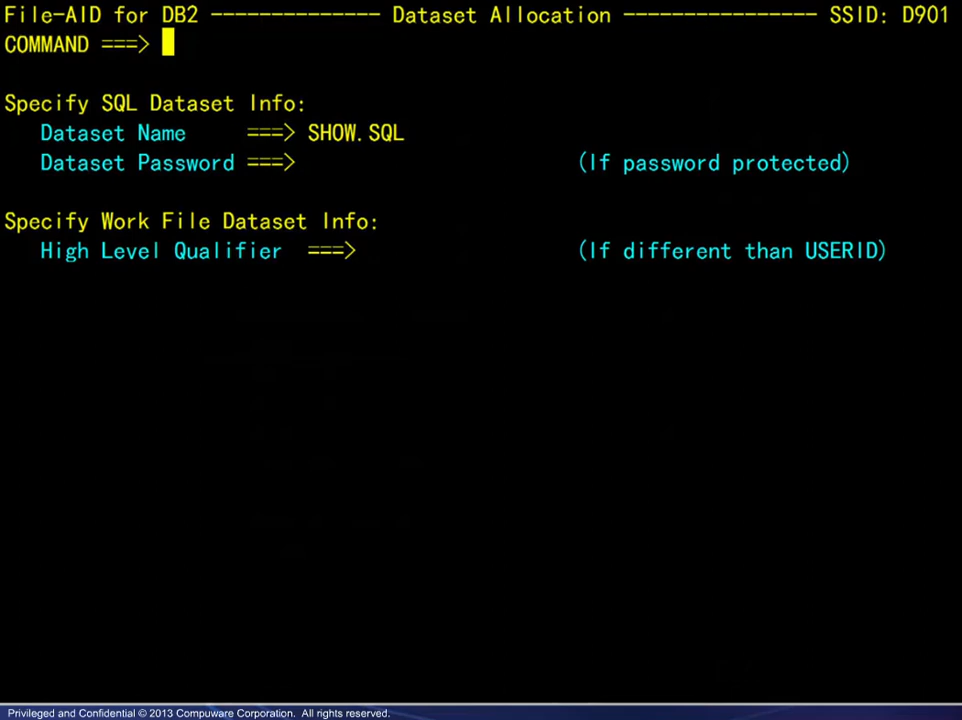 File-AID for DB2 -------------- Dataset Allocation ---------------- SSID: D901
COMMAND ===>
Specify SQL Dataset Info:
Dataset Name ===> SHOW.SQL
Dataset Password ===> (If password protected)
Specify Work File Dataset Info:
High Level Qualifier ===> (If different than USERID)
Privileged and Confidential © 2013 Compuware Corporation. All rights reserved.